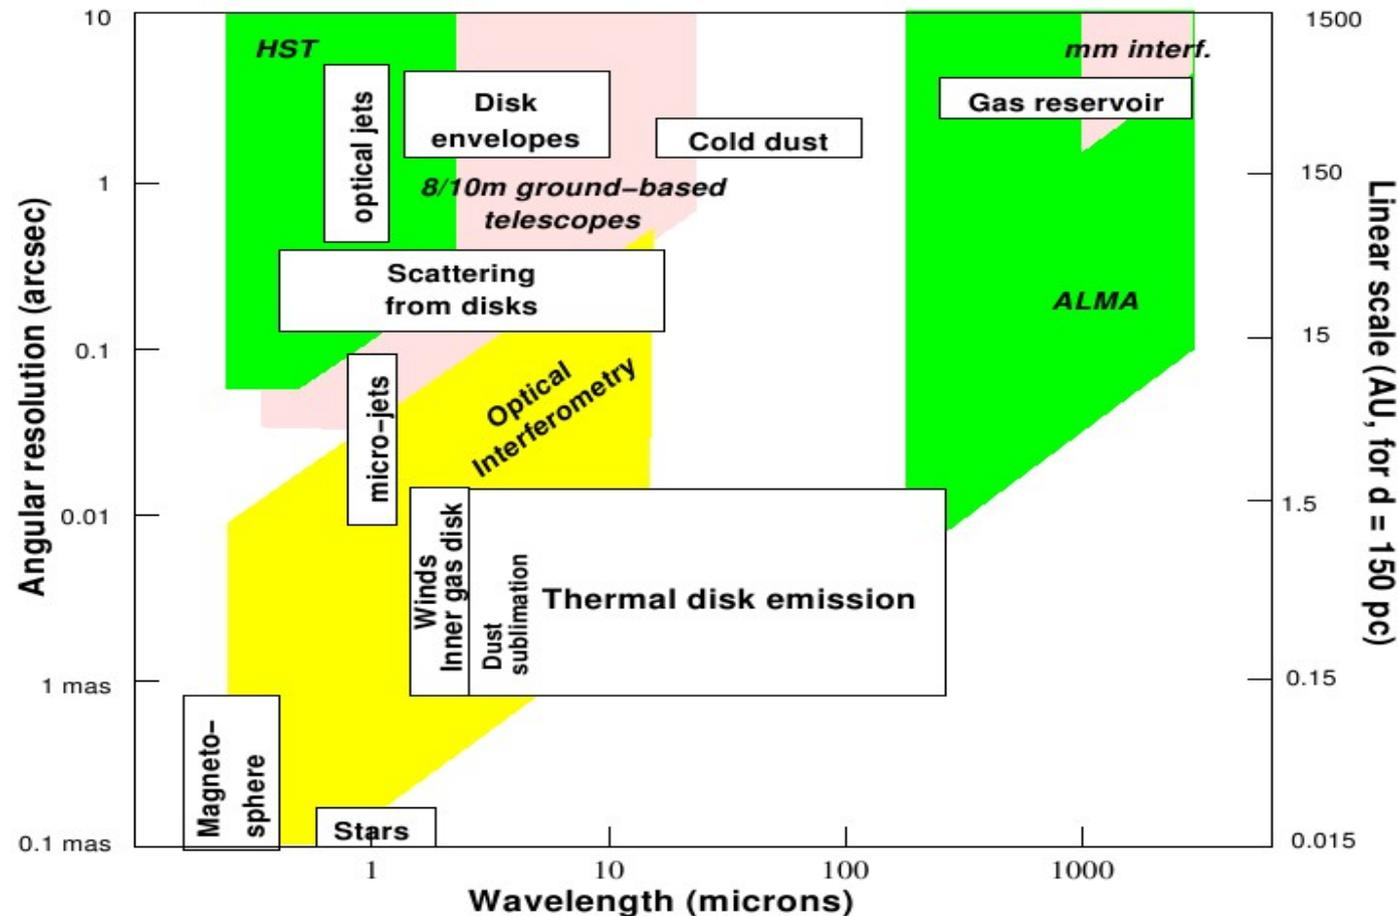 10
1500
HST
mm interf.
Disk
envelopes
Gas reservoir
optical jets
Cold dust
1
150
8/10m ground–based
telescopes
Scattering
from disks
ALMA
0.1
15
Optical
Interferometry
micro–jets
0.01
1.5
Winds
Inner gas disk
Dust
sublimation
Thermal disk emission
1 mas
0.15
Magneto–
sphere
Stars
0.1 mas
0.015
1
10
100
1000
Wavelength (microns)
Angular resolution (arcsec)
Linear scale (AU, for d = 150 pc)